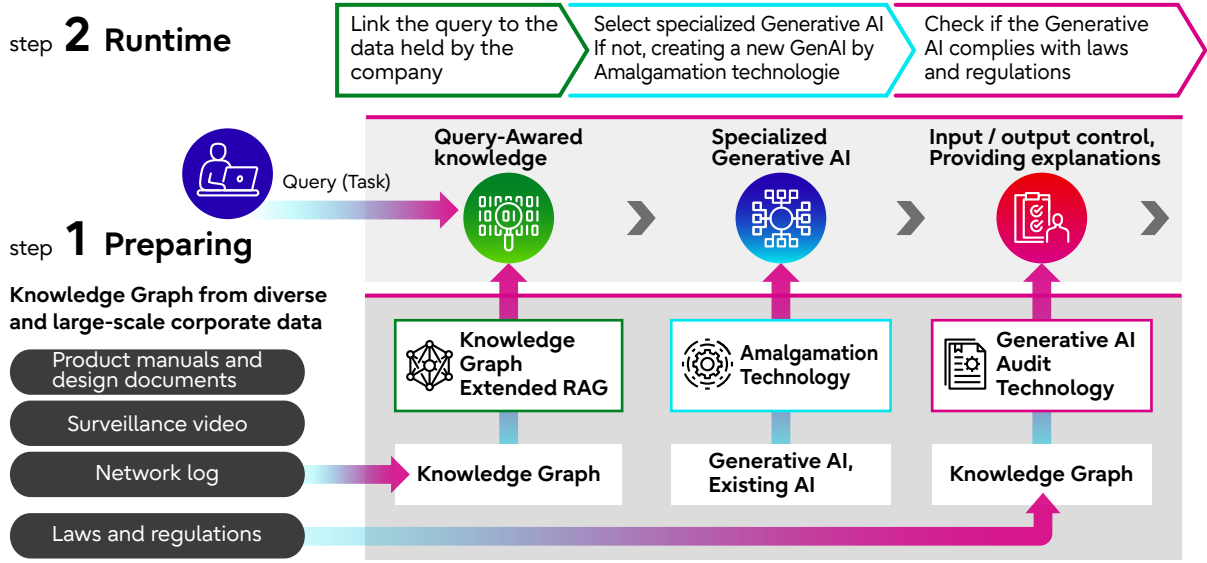 step 2 Runtime
Link the query to the
data held by the
company
Select specialized Generative AI
If not, creating a new GenAI by
Amalgamation technologie
Check if the Generative
AI complies with laws
and regulations
Query-Awared
knowledge
Specialized
Generative AI
Input / output control,
Providing explanations
Query (Task)
step 1 Preparing
Knowledge Graph from diverse
and large-scale corporate data
Product manuals and
design documents
Surveillance video
Network log
Laws and regulations
Knowledge
Graph
Extended RAG
Amalgamation
Technology
Generative AI
Audit
Technology
Knowledge Graph
Generative AI,
Existing AI
Knowledge Graph